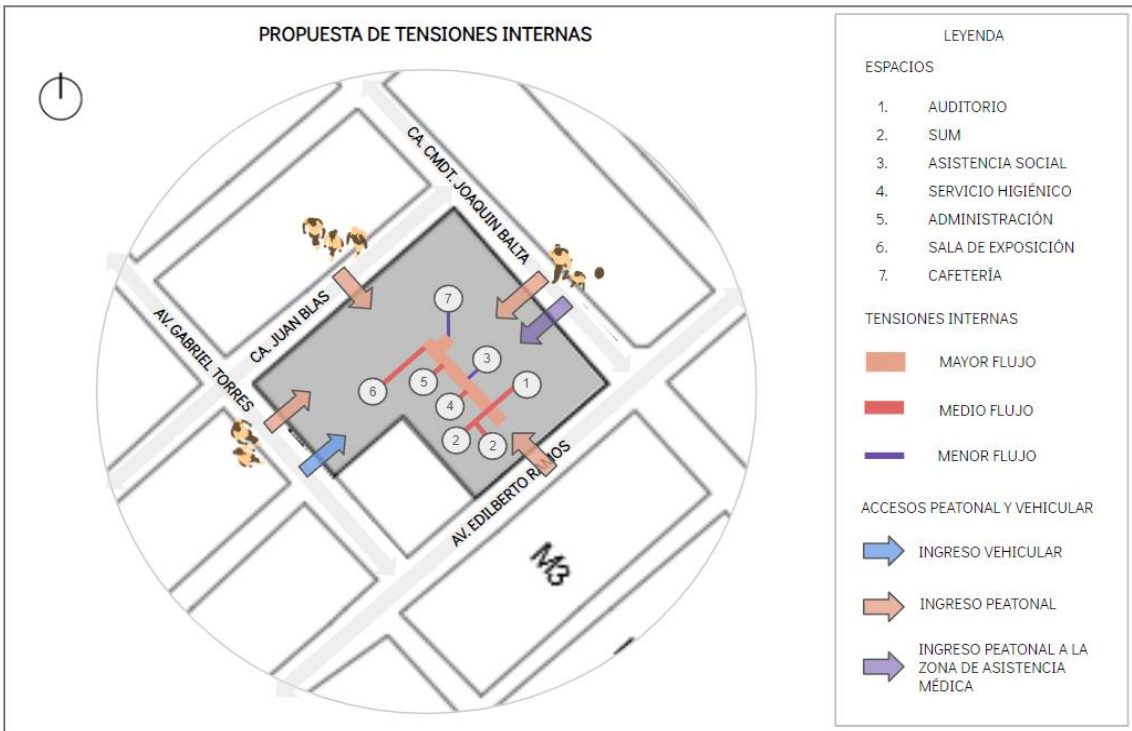 PROPUESTA DE TENSIONES INTERNAS
CA. CMDT. JOAQUIN BALTA
CA. JUAN BLAS
AV. GABRIEL TORRES
AV. EDILBERTO RAMOS
M3
7
3
5
1
6
4
2
2
LEYENDA
ESPACIOS
1. AUDITORIO
2. SUM
3. ASISTENCIA SOCIAL
4. SERVICIO HIGIÉNICO
5. ADMINISTRACIÓN
6. SALA DE EXPOSICIÓN
7. CAFETERÍA
TENSIONES INTERNAS
MAYOR FLUJO
MEDIO FLUJO
MENOR FLUJO
ACCESOS PEATONAL Y VEHICULAR
INGRESO VEHICULAR
INGRESO PEATONAL
INGRESO PEATONAL A LA
ZONA DE ASISTENCIA
MÉDICA